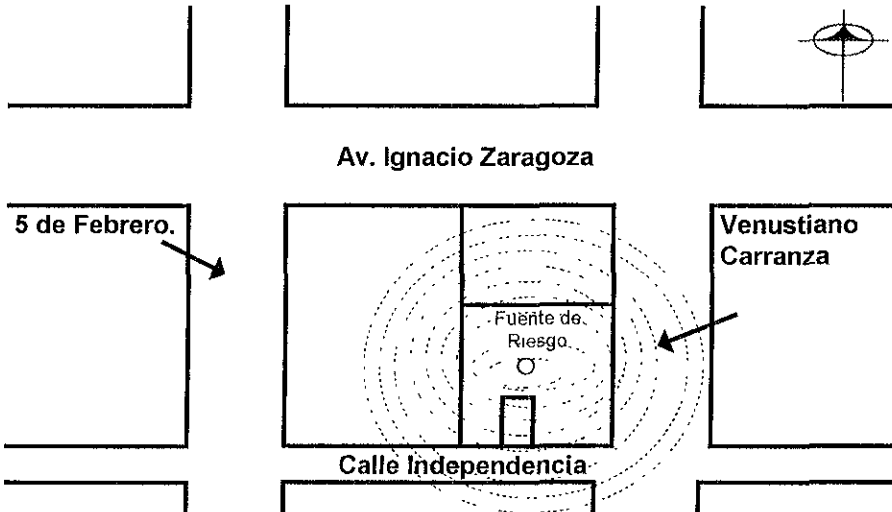 Av. Ignacio Zaragoza
5 de Febrero.
Venustiano
Carranza
Fuente de
Riesgo
Calle Independencia